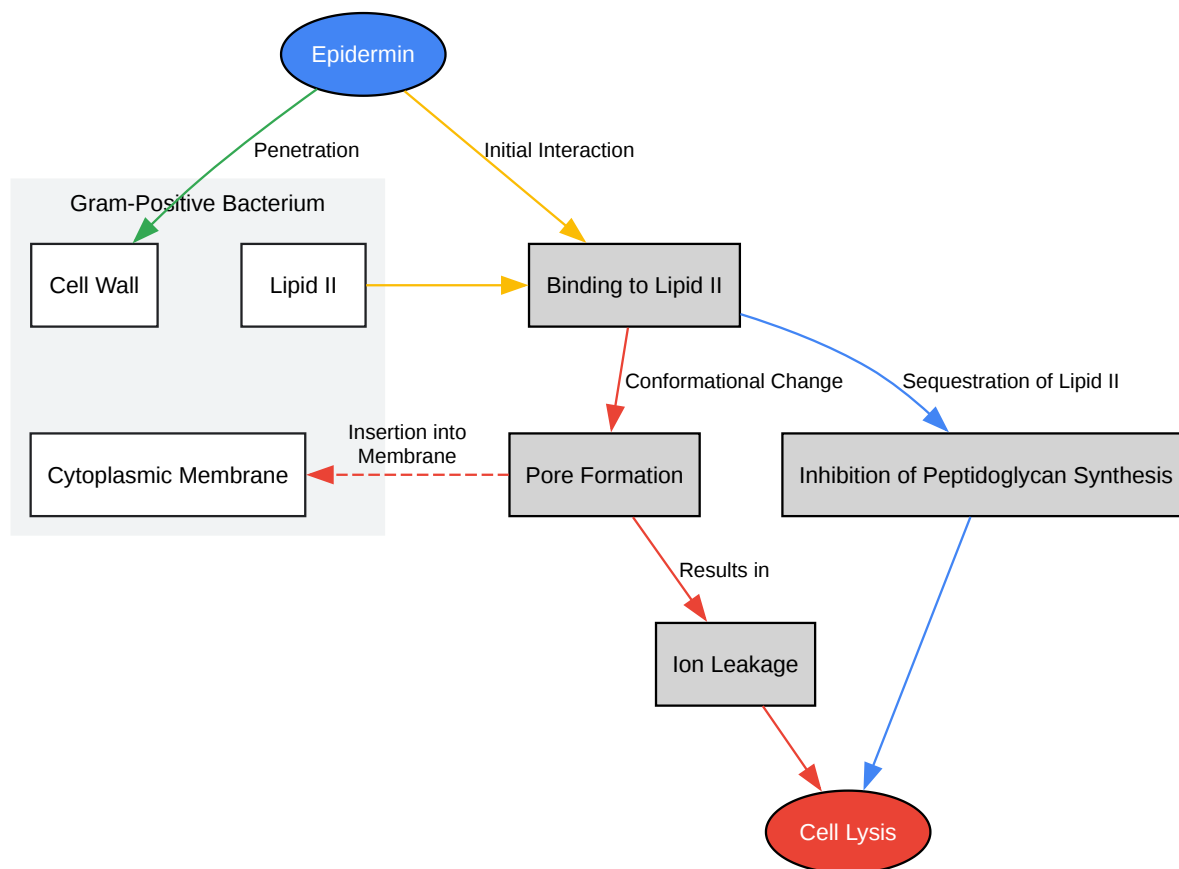 Epidermin
Penetration
Initial Interaction
Gram-Positive Bacterium
Cell Wall
Lipid II
Binding to Lipid II
Conformational Change
Sequestration of Lipid II
Insertion into
Membrane
Cytoplasmic Membrane
Pore Formation
Inhibition of Peptidoglycan Synthesis
Results in
Ion Leakage
Cell Lysis